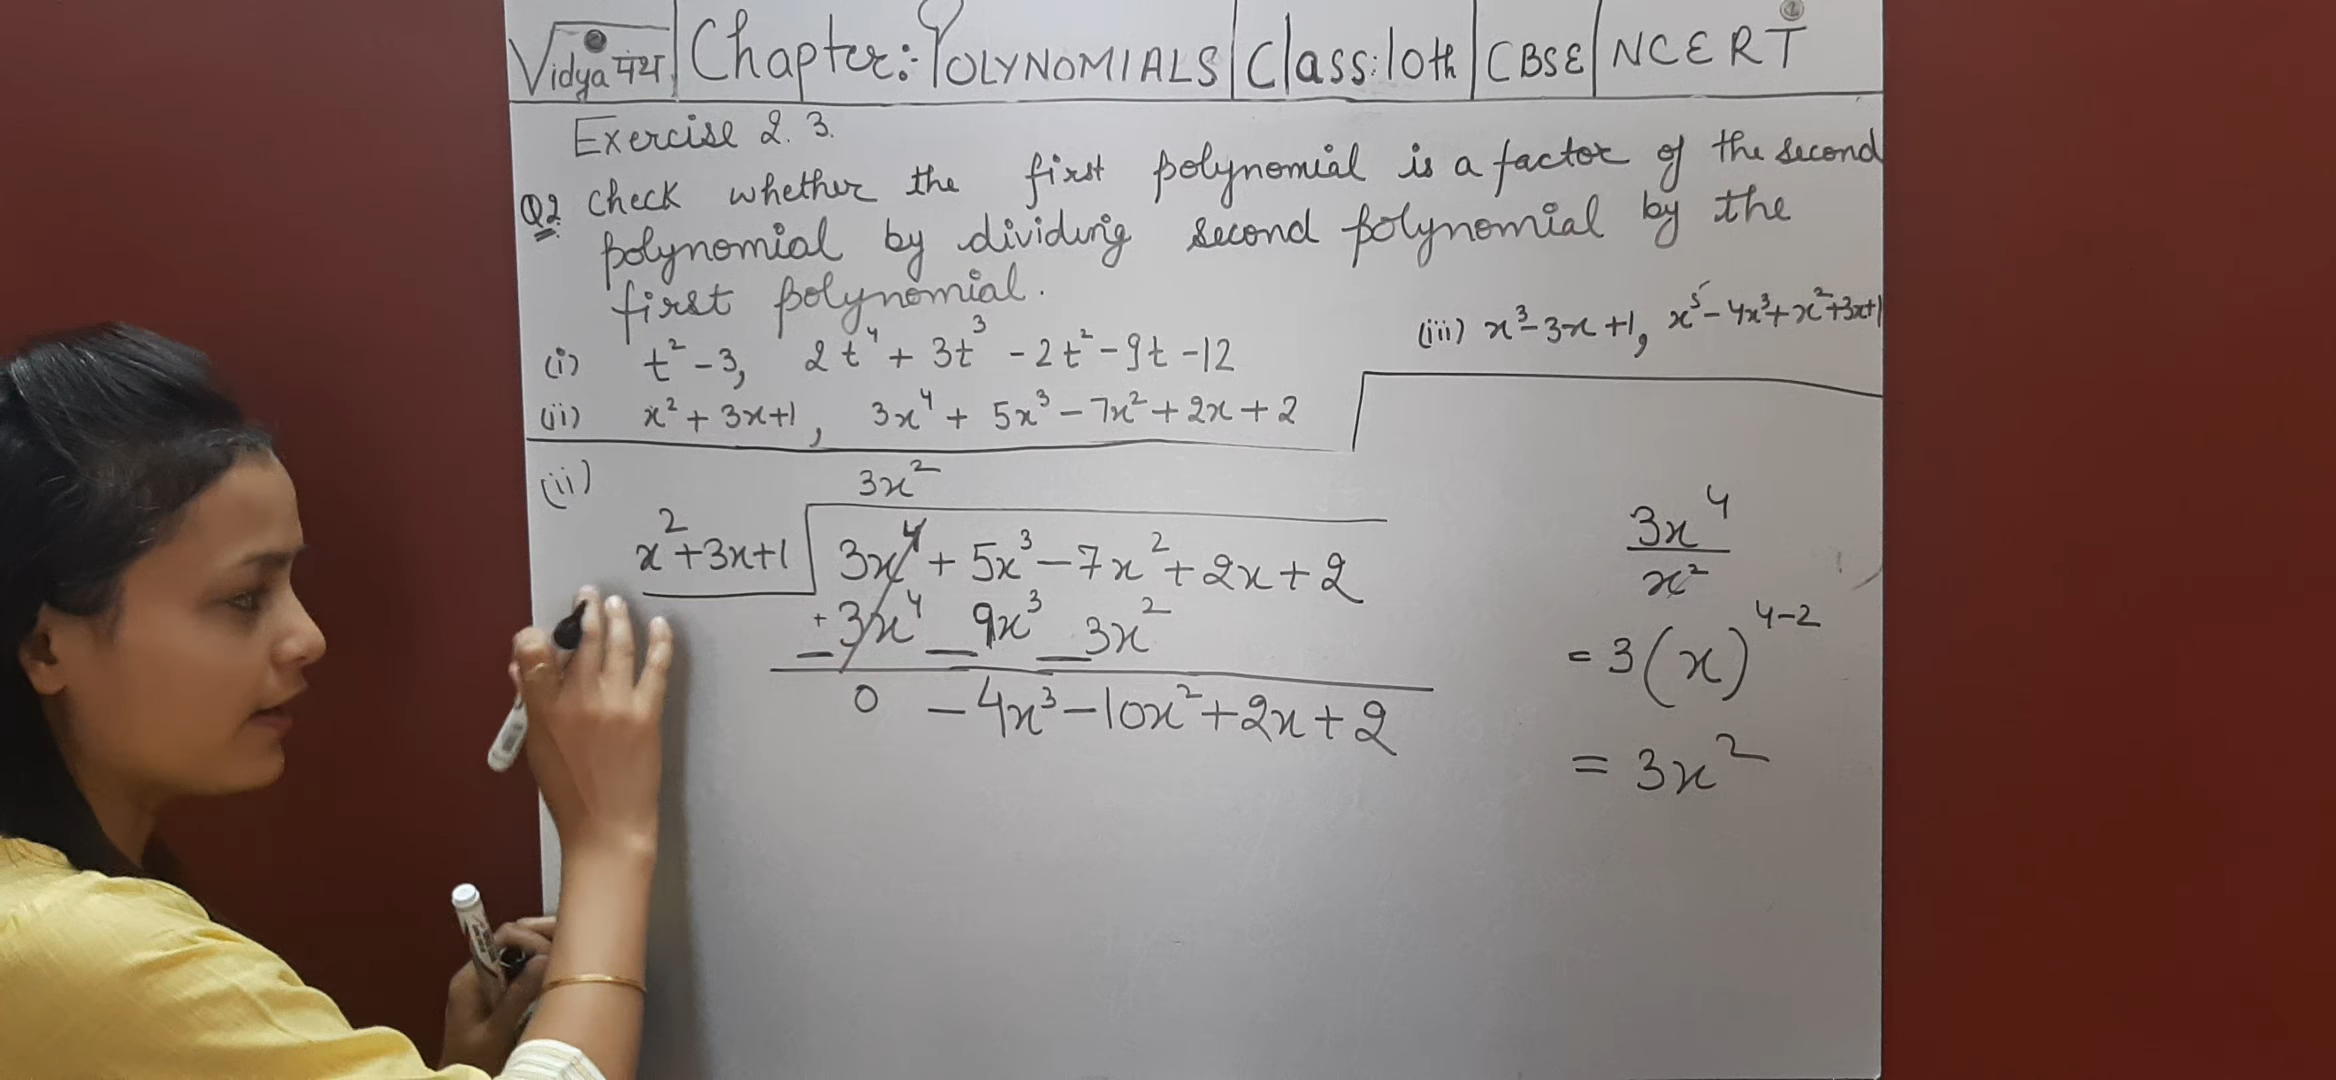 Vidya पथ | Chapter:- POLYNOMIALS | Class: 10th | CBSE | NCERT
Exercise 2.3.
Q2 Check whether the first polynomial is a factor of the second
polynomial by dividing second polynomial by the
first polynomial.
(i) t² - 3, 2t⁴ + 3t³ - 2t² - 9t - 12
(ii) x² + 3x + 1, 3x⁴ + 5x³ - 7x² + 2x + 2
(iii) x³ - 3x + 1, x⁵ - 4x³ + x² + 3x + 1
(ii)
3x²
x² + 3x + 1 3x⁴ + 5x³ - 7x² + 2x + 2
+ 3x⁴ 9x³ 3x²
− − −
0 - 4x³ - 10x² + 2x + 2
3x⁴
x²
= 3(x)⁴⁻²
= 3x²